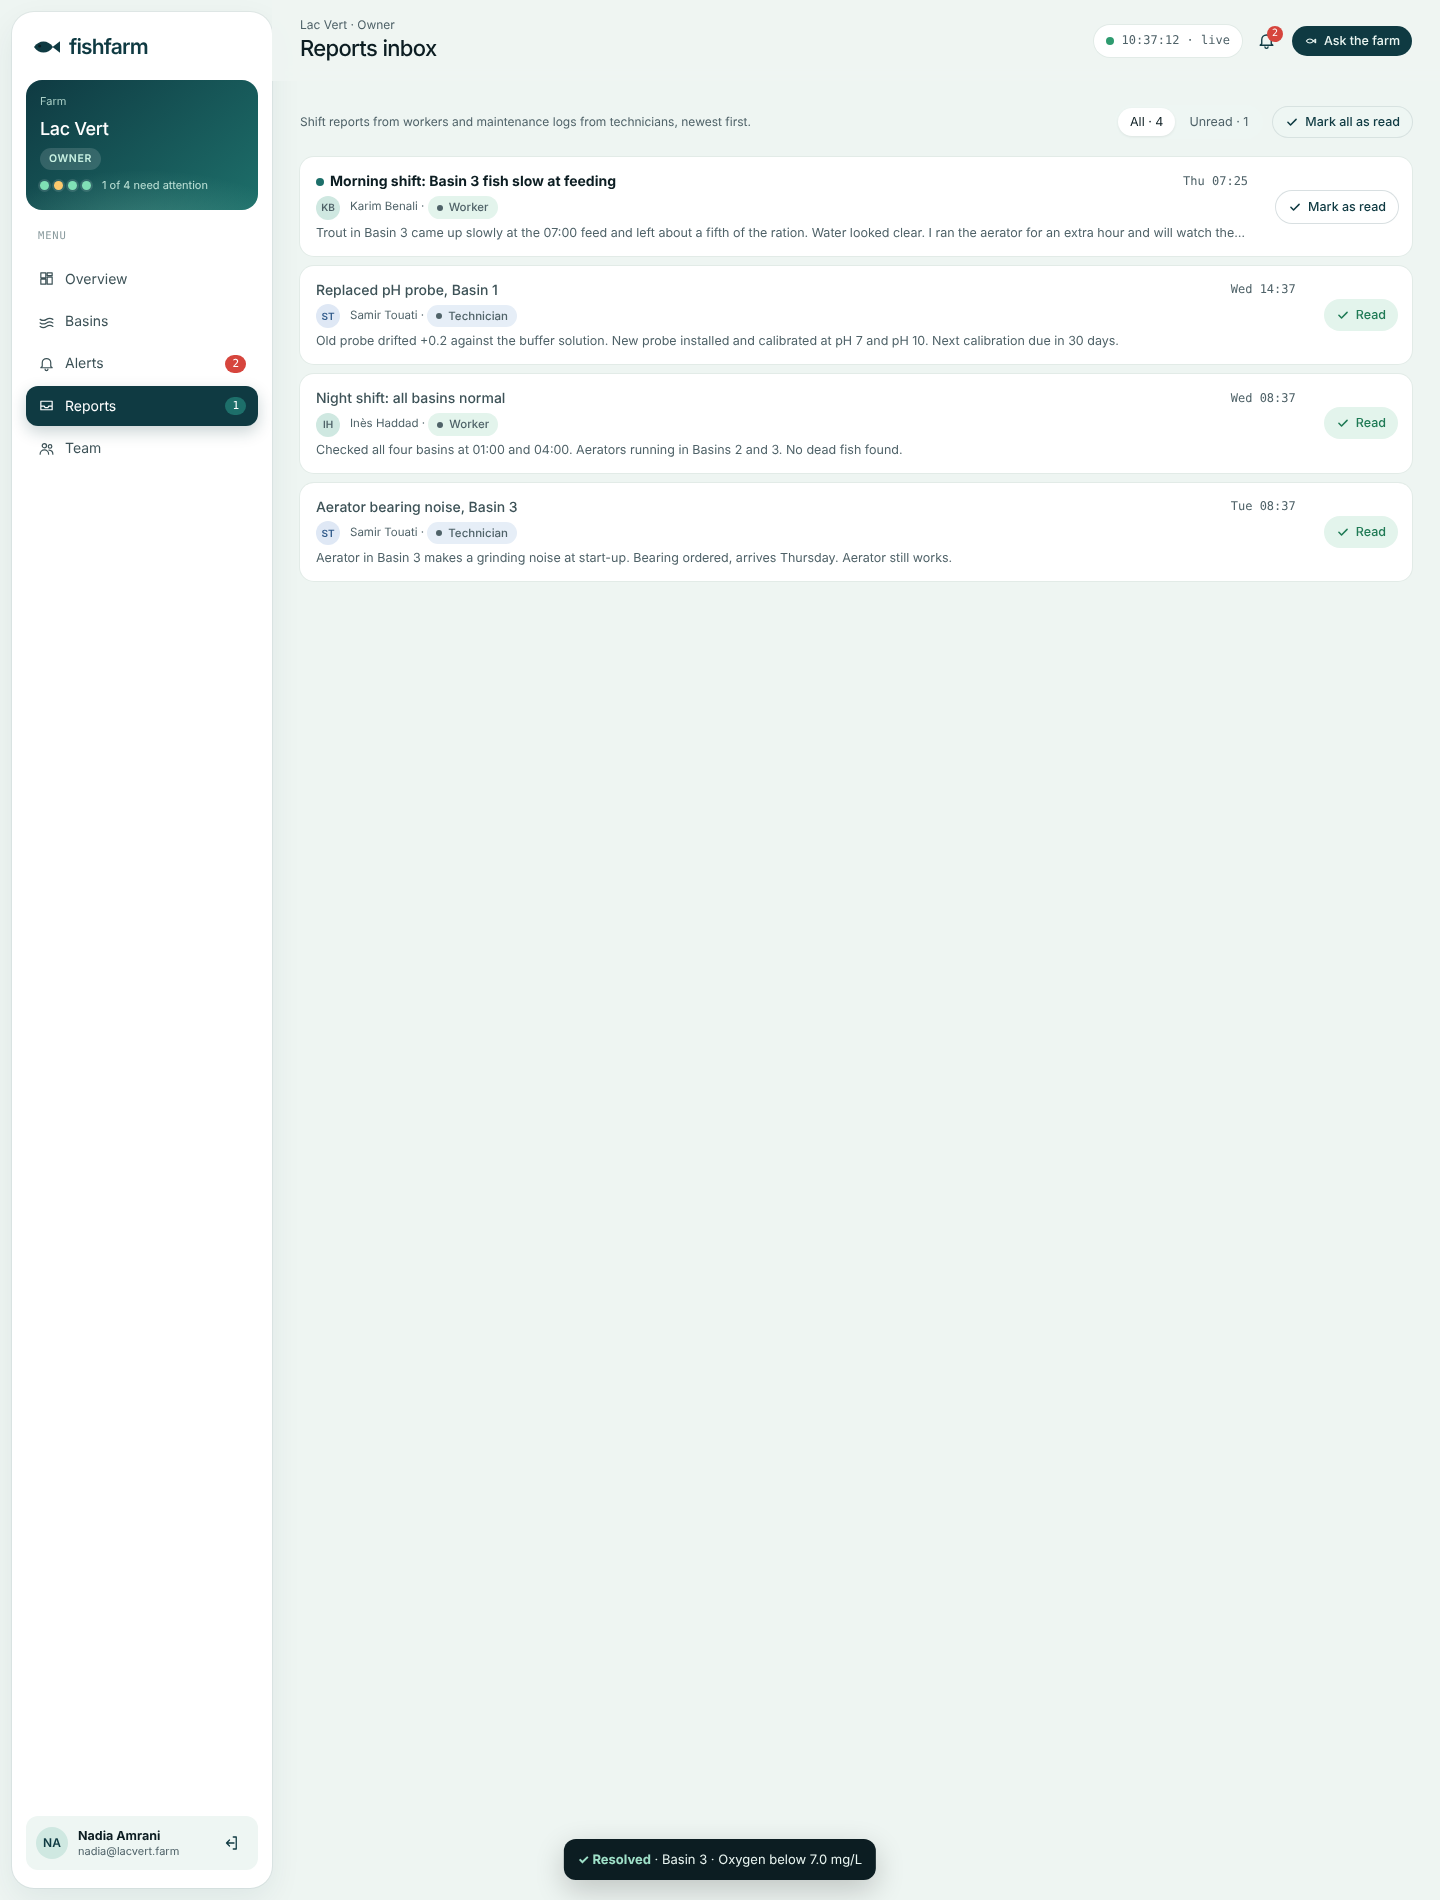 fishfarm
Farm
Lac Vert
OWNER
1 of 4 need attention
MENU
Overview
Basins
Alerts 2
Reports 1
Team
NA
Nadia Amrani
nadia@lacvert.farm
Lac Vert · Owner
Reports inbox
10:37:12 · live
2
Ask the farm
Shift reports from workers and maintenance logs from technicians, newest first.
All · 4
Unread · 1
Mark all as read
Morning shift: Basin 3 fish slow at feeding
Thu 07:25
KB Karim Benali · Worker
Trout in Basin 3 came up slowly at the 07:00 feed and left about a fifth of the ration. Water looked clear. I ran the aerator for an extra hour and will watch the…
Mark as read
Replaced pH probe, Basin 1
Wed 14:37
ST Samir Touati · Technician
Old probe drifted +0.2 against the buffer solution. New probe installed and calibrated at pH 7 and pH 10. Next calibration due in 30 days.
Read
Night shift: all basins normal
Wed 08:37
IH Inès Haddad · Worker
Checked all four basins at 01:00 and 04:00. Aerators running in Basins 2 and 3. No dead fish found.
Read
Aerator bearing noise, Basin 3
Tue 08:37
ST Samir Touati · Technician
Aerator in Basin 3 makes a grinding noise at start-up. Bearing ordered, arrives Thursday. Aerator still works.
Read
Resolved · Basin 3 · Oxygen below 7.0 mg/L